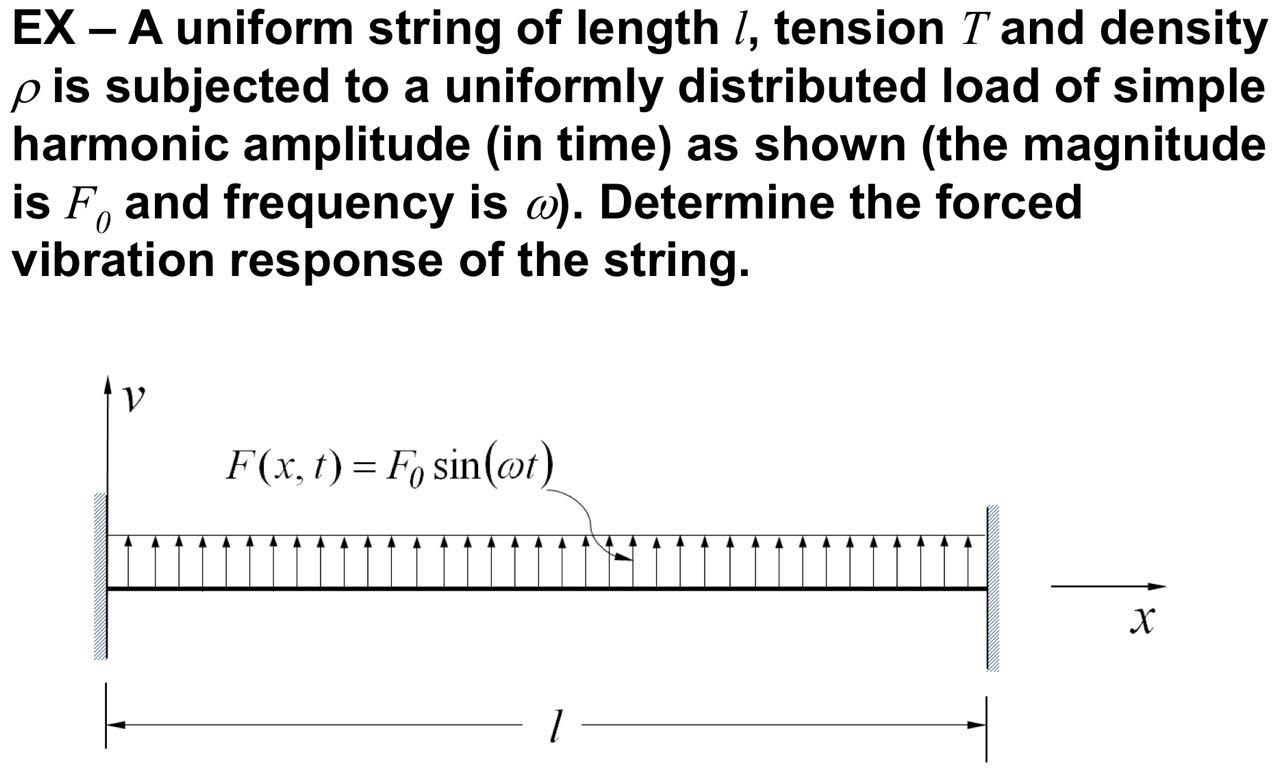 EX – A uniform string of length l, tension T and density
ρ is subjected to a uniformly distributed load of simple
harmonic amplitude (in time) as shown (the magnitude
is F₀ and frequency is ω). Determine the forced
vibration response of the string.
v
F(x, t) = F₀ sin(ωt)
x
l